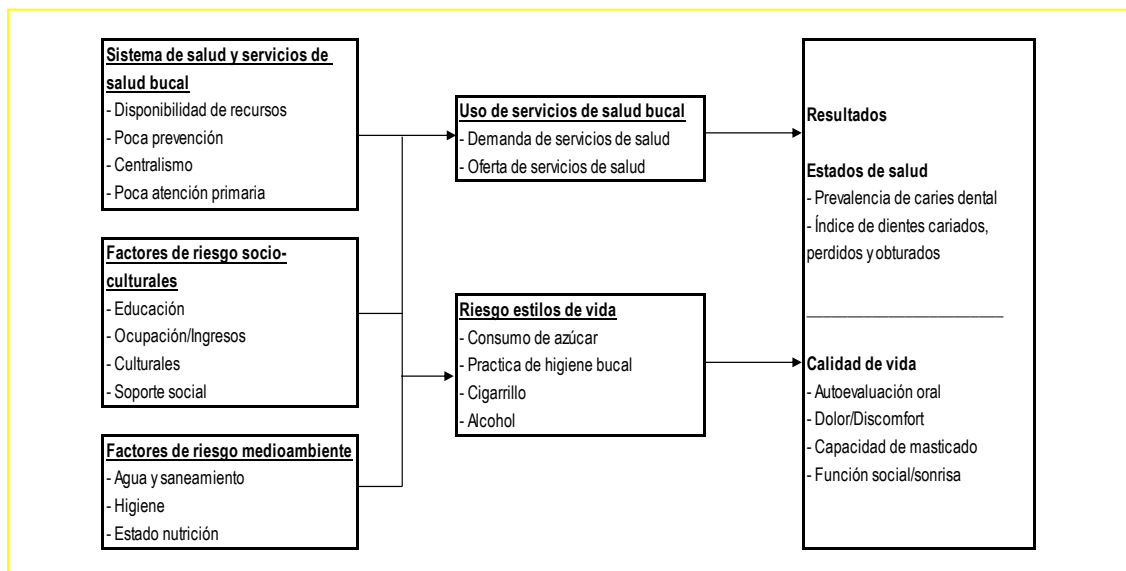 Sistema de salud y servicios de
salud bucal
- Disponibilidad de recursos
- Poca prevención
- Centralismo
- Poca atención primaria
Factores de riesgo socio-
culturales
- Educación
- Ocupación/Ingresos
- Culturales
- Soporte social
Factores de riesgo medioambiente
- Agua y saneamiento
- Higiene
- Estado nutrición
Uso de servicios de salud bucal
- Demanda de servicios de salud
- Oferta de servicios de salud
Riesgo estilos de vida
- Consumo de azúcar
- Practica de higiene bucal
- Cigarrillo
- Alcohol
Resultados
Estados de salud
- Prevalencia de caries dental
- Índice de dientes cariados,
perdidos y obturados
Calidad de vida
- Autoevaluación oral
- Dolor/Discomfort
- Capacidad de masticado
- Función social/sonrisa